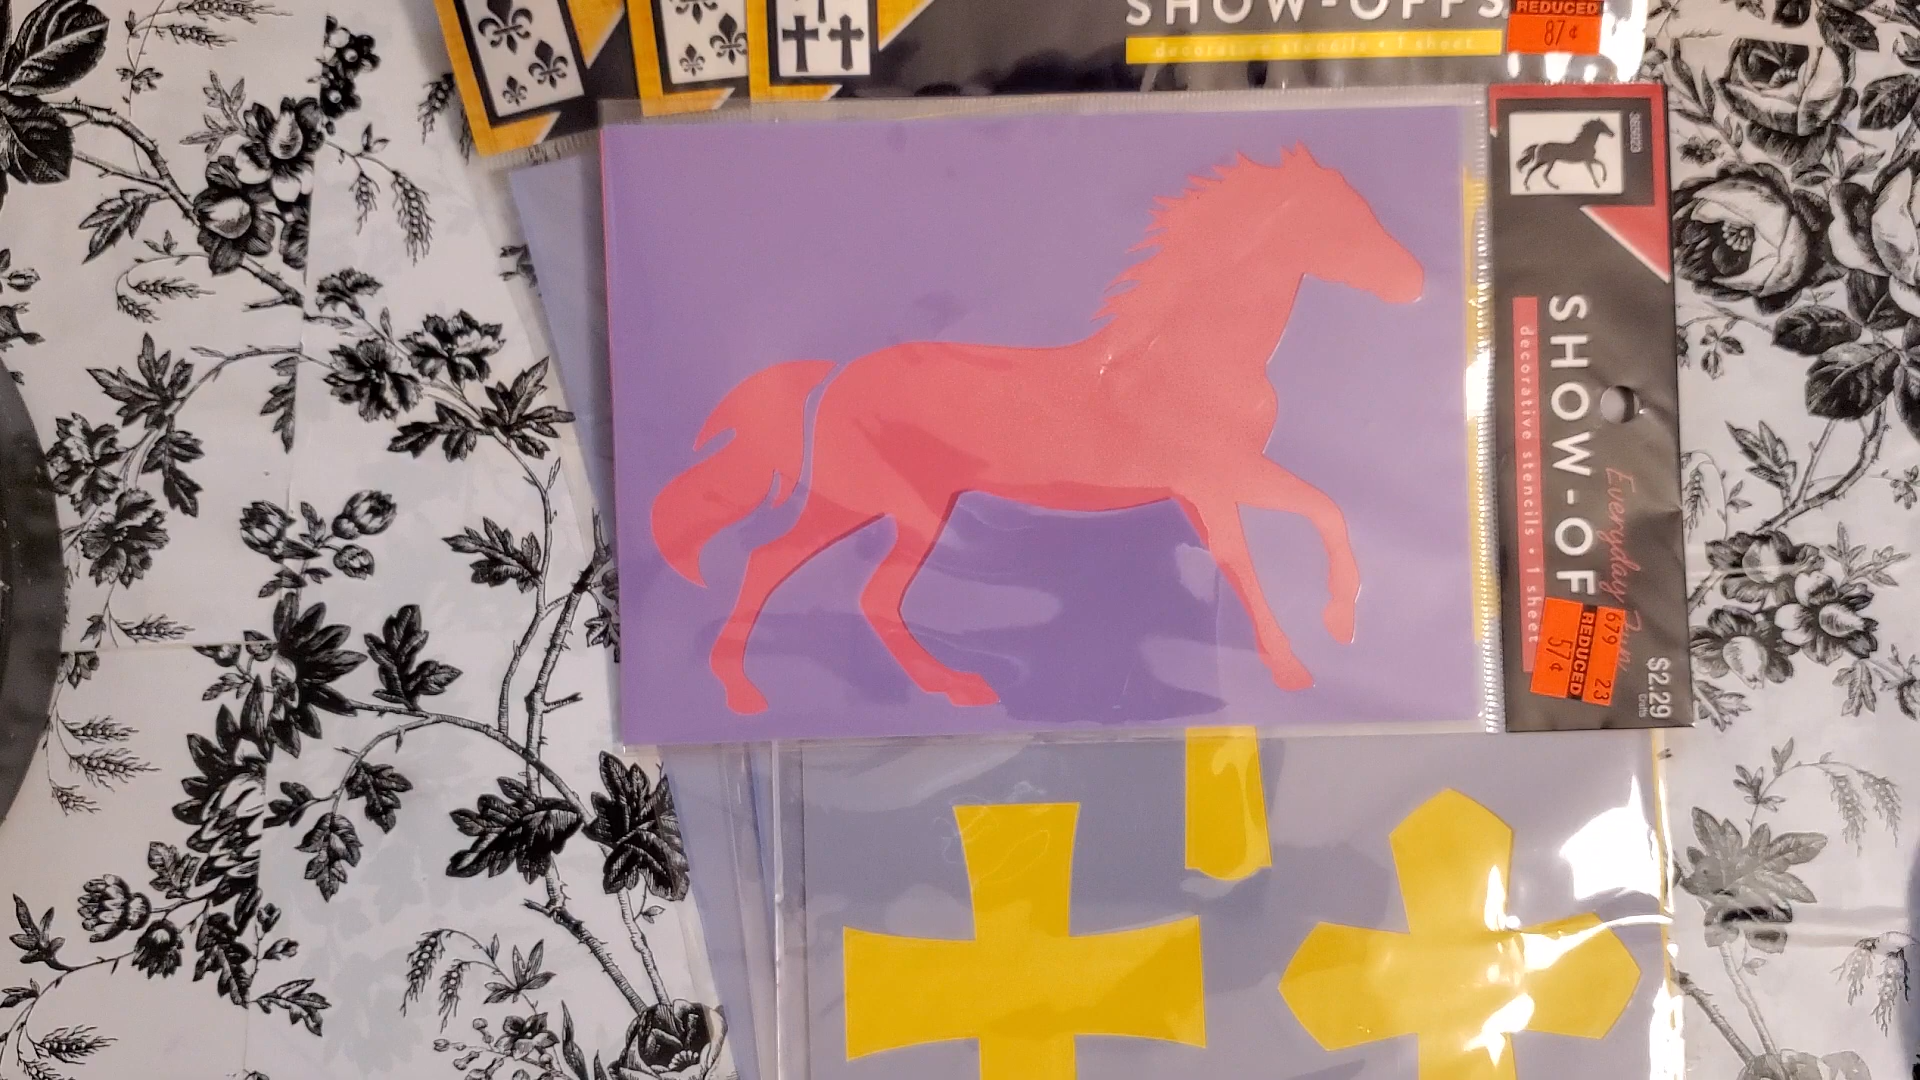 SHOW-OFFS
decorative stencils • 1 sheet
REDUCED
87¢
SHOW-OF
decorative stencils • 1 sheet
Everyday
679 23
REDUCED
57¢
$2.29